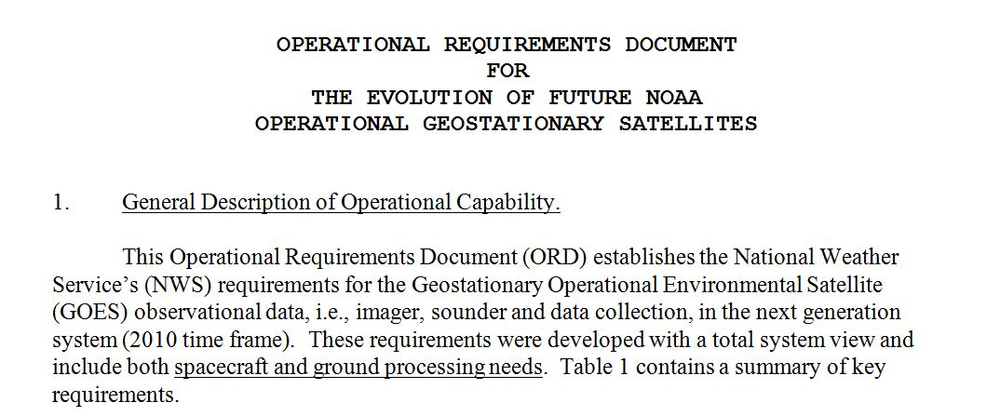 OPERATIONAL REQUIREMENTS DOCUMENT
FOR
THE EVOLUTION OF FUTURE NOAA
OPERATIONAL GEOSTATIONARY SATELLITES
1. General Description of Operational Capability.
This Operational Requirements Document (ORD) establishes the National Weather
Service’s (NWS) requirements for the Geostationary Operational Environmental Satellite
(GOES) observational data, i.e., imager, sounder and data collection, in the next generation
system (2010 time frame). These requirements were developed with a total system view and
include both spacecraft and ground processing needs. Table 1 contains a summary of key
requirements.